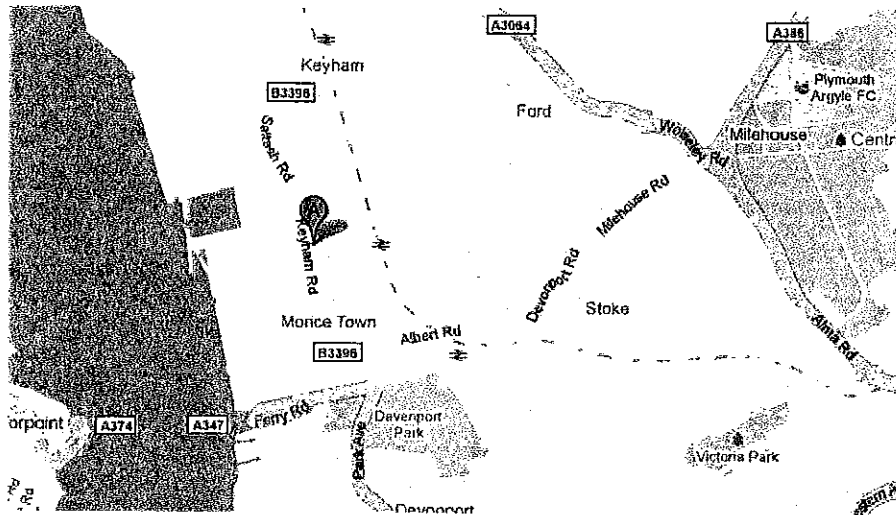 A3064
A386
Keyham
Plymouth
Argyle FC
B3396
Ford
Milehouse
Centr
Wolseley Rd
Saltash Rd
Milehouse Rd
Keyham Rd
Devonport Rd
Stoke
Morice Town
Albert Rd
Alma Rd
B3396
orpoint
A374
A347
Ferry Rd
Davenport
Park
Park Ave
Victoria Park
Rd
Devonport